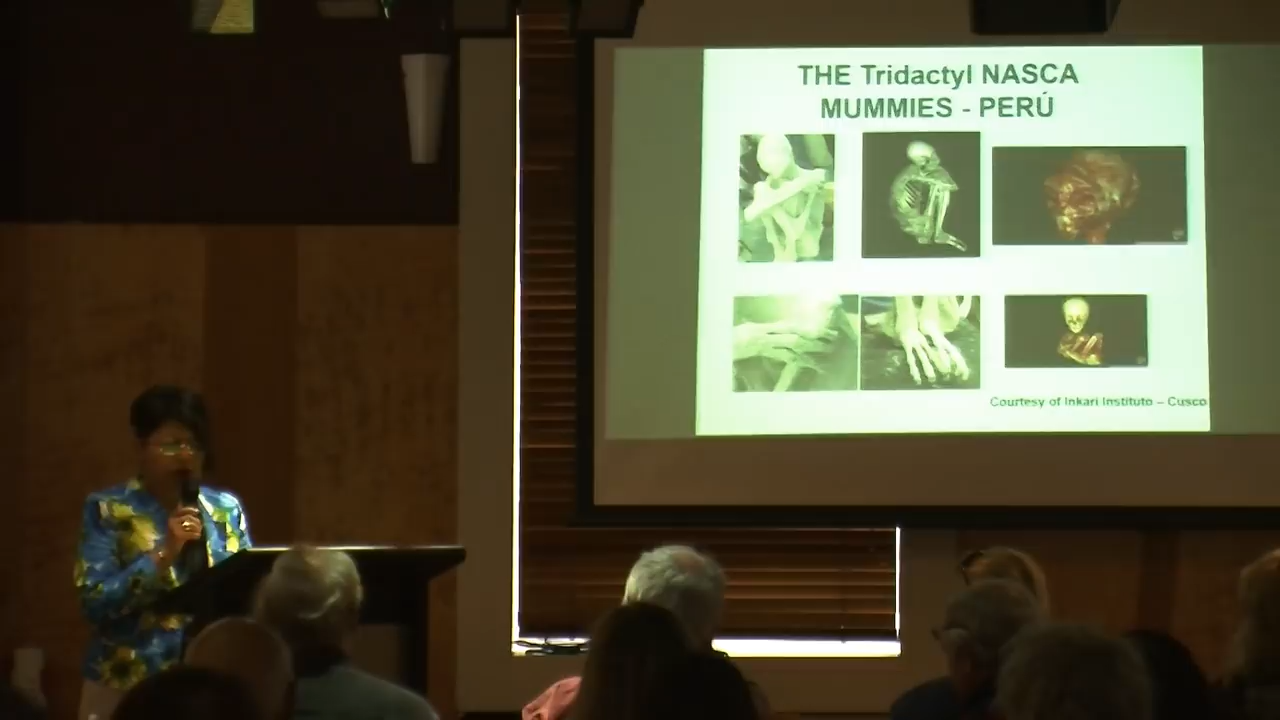 THE Tridactyl NASCA
MUMMIES - PERÚ
Courtesy of Inkari Instituto – Cusco